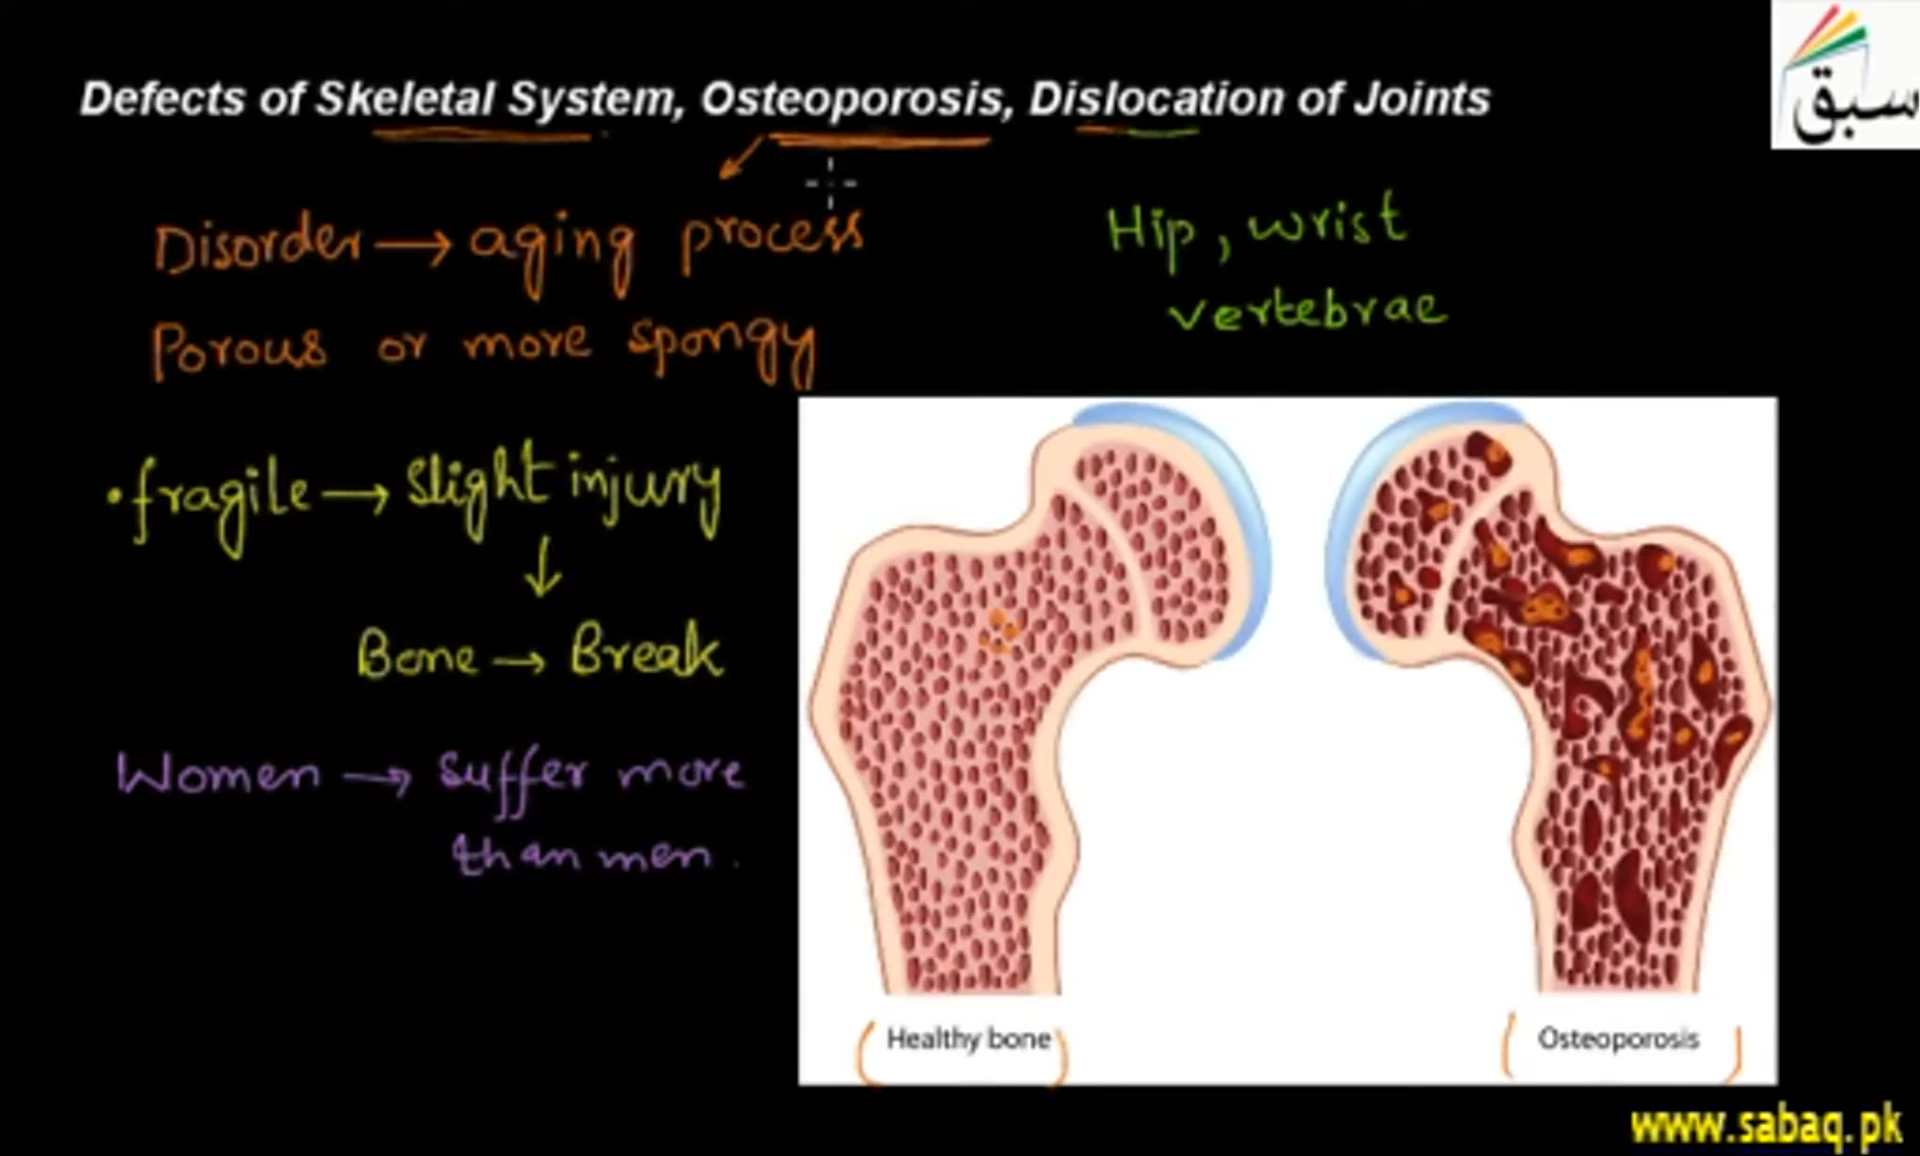 Defects of Skeletal System, Osteoporosis, Dislocation of Joints
سبق
Disorder → aging process
Porous or more spongy
Hip, wrist
vertebrae
• fragile → slight injury
↓
Bone → Break
Women → suffer more
than men.
Healthy bone
Osteoporosis
www.sabaq.pk